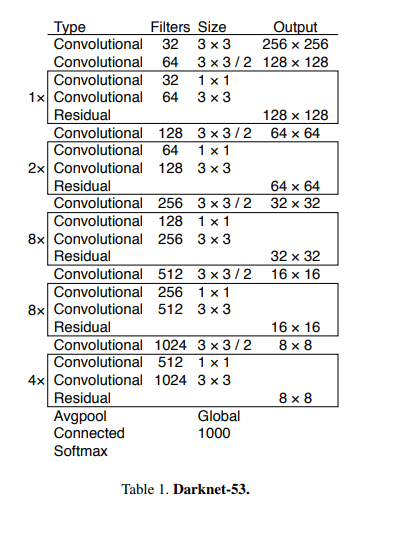 Type Filters Size Output
Convolutional 32 3 × 3 256 × 256
Convolutional 64 3 × 3 / 2 128 × 128
Convolutional 32 1 × 1
1× Convolutional 64 3 × 3
Residual 128 × 128
Convolutional 128 3 × 3 / 2 64 × 64
Convolutional 64 1 × 1
2× Convolutional 128 3 × 3
Residual 64 × 64
Convolutional 256 3 × 3 / 2 32 × 32
Convolutional 128 1 × 1
8× Convolutional 256 3 × 3
Residual 32 × 32
Convolutional 512 3 × 3 / 2 16 × 16
Convolutional 256 1 × 1
8× Convolutional 512 3 × 3
Residual 16 × 16
Convolutional 1024 3 × 3 / 2 8 × 8
Convolutional 512 1 × 1
4× Convolutional 1024 3 × 3
Residual 8 × 8
Avgpool Global
Connected 1000
Softmax
Table 1. Darknet-53.